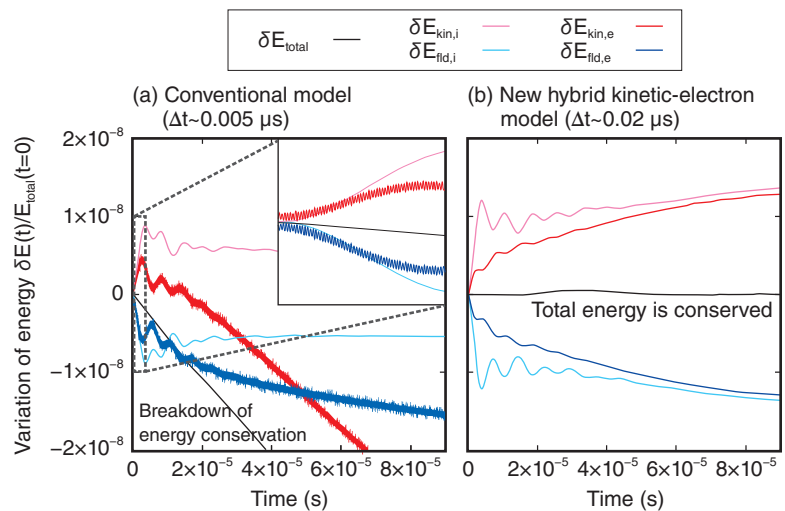 δE_total δE_kin,i δE_kin,e
δE_fld,i δE_fld,e
(a) Conventional model
(Δt~0.005 μs)
(b) New hybrid kinetic-electron
model (Δt~0.02 μs)
Variation of energy δE(t)/E_total(t=0)
2×10⁻⁸
1×10⁻⁸
0
−1×10⁻⁸
−2×10⁻⁸
Breakdown of
energy conservation
Total energy is conserved
0 2×10⁻⁵ 4×10⁻⁵ 6×10⁻⁵ 8×10⁻⁵
0 2×10⁻⁵ 4×10⁻⁵ 6×10⁻⁵ 8×10⁻⁵
Time (s)
Time (s)